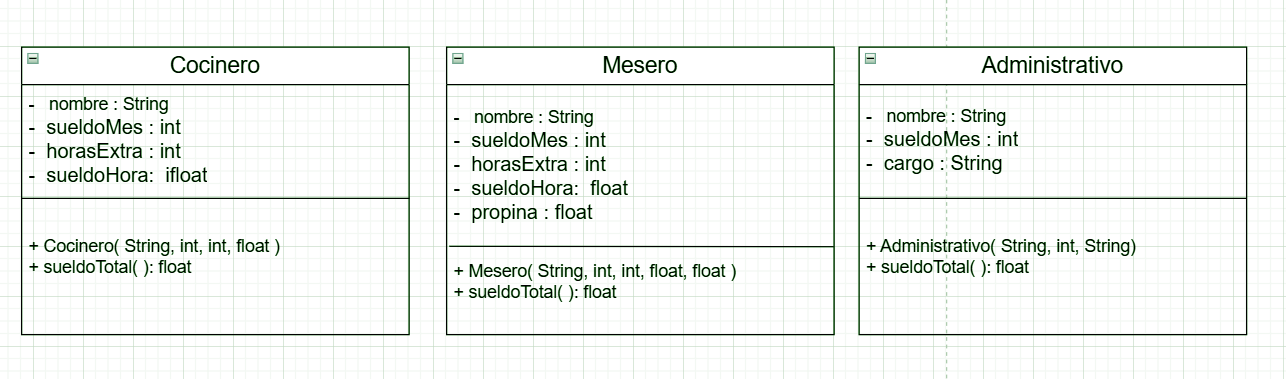 Cocinero
- nombre : String
- sueldoMes : int
- horasExtra : int
- sueldoHora: ifloat
+ Cocinero( String, int, int, float )
+ sueldoTotal( ): float
Mesero
- nombre : String
- sueldoMes : int
- horasExtra : int
- sueldoHora: float
- propina : float
+ Mesero( String, int, int, float, float )
+ sueldoTotal( ): float
Administrativo
- nombre : String
- sueldoMes : int
- cargo : String
+ Administrativo( String, int, String)
+ sueldoTotal( ): float